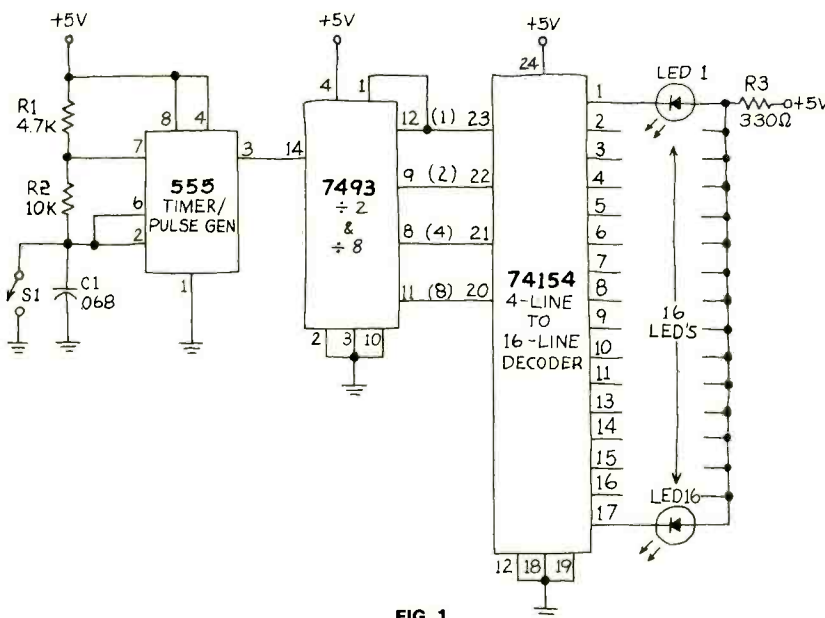 +5V
+5V
+5V
R1
4.7K
R2
10K
S1
C1
.068
8
4
7
6
2
3
1
555
TIMER/
PULSE GEN
14
4
1
7493
÷ 2
&
÷ 8
12 (1) 23
9 (2) 22
8 (4) 21
11 (8) 20
2
3
10
24
74154
4-LINE
TO
16-LINE
DECODER
12
18
19
1
2
3
4
5
6
7
8
9
10
11
13
14
15
16
17
LED 1
R3
330Ω
+5V
16
LED'S
LED16
FIG. 1